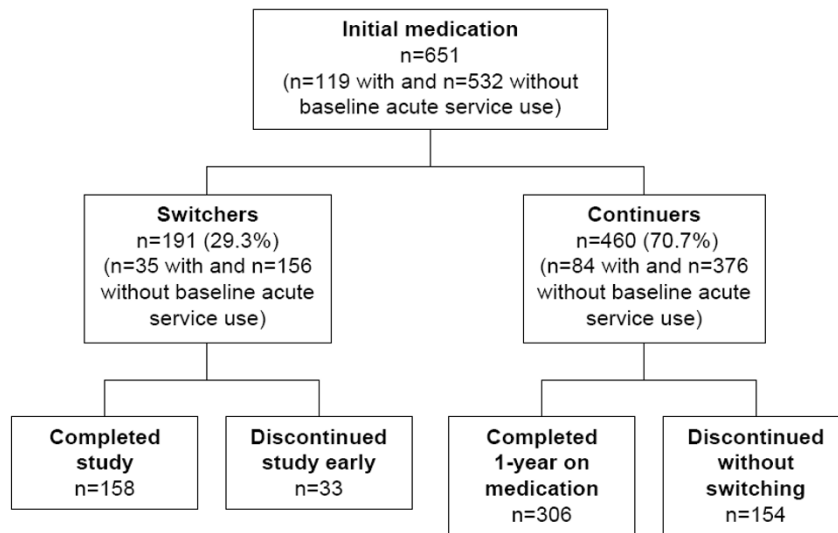 Initial medication
n=651
(n=119 with and n=532 without
baseline acute service use)
Switchers
n=191 (29.3%)
(n=35 with and n=156
without baseline acute
service use)
Continuers
n=460 (70.7%)
(n=84 with and n=376
without baseline acute
service use)
Completed
study
n=158
Discontinued
study early
n=33
Completed
1-year on
medication
n=306
Discontinued
without
switching
n=154